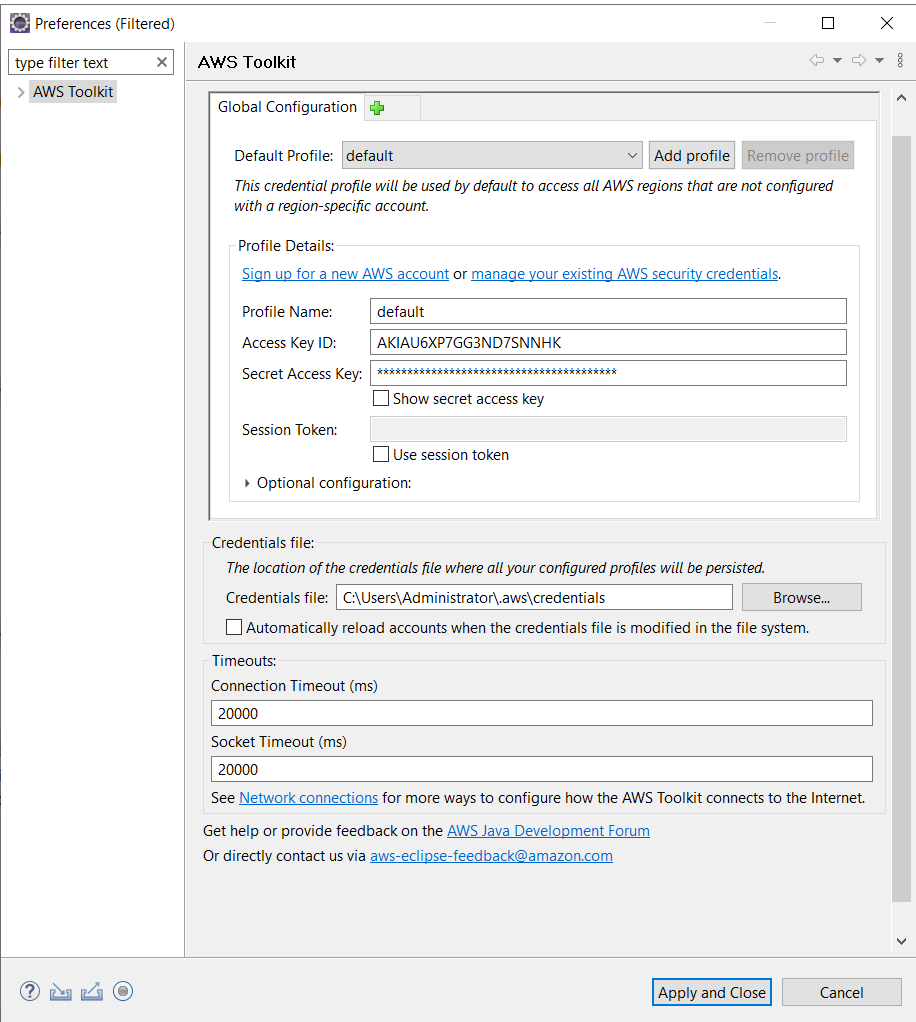 Preferences (Filtered)
type filter text
AWS Toolkit
AWS Toolkit
Global Configuration
Default Profile: default Add profile Remove profile
This credential profile will be used by default to access all AWS regions that are not configured
with a region-specific account.
Profile Details:
Sign up for a new AWS account or manage your existing AWS security credentials.
Profile Name: default
Access Key ID: AKIAU6XP7GG3ND7SNNHK
Secret Access Key: ****************************************
Show secret access key
Session Token:
Use session token
Optional configuration:
Credentials file:
The location of the credentials file where all your configured profiles will be persisted.
Credentials file: C:\Users\Administrator\.aws\credentials Browse...
Automatically reload accounts when the credentials file is modified in the file system.
Timeouts:
Connection Timeout (ms)
20000
Socket Timeout (ms)
20000
See Network connections for more ways to configure how the AWS Toolkit connects to the Internet.
Get help or provide feedback on the AWS Java Development Forum
Or directly contact us via aws-eclipse-feedback@amazon.com
Apply and Close Cancel